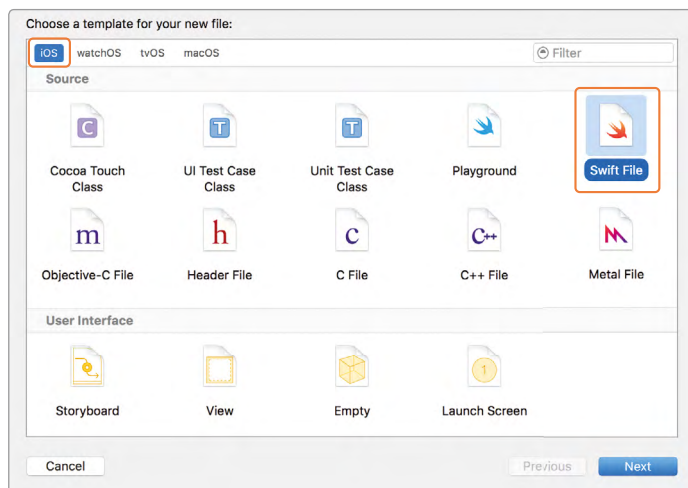 Choose a template for your new file:
iOS watchOS tvOS macOS Filter
Source
C T T
Cocoa Touch Class
UI Test Case Class
Unit Test Case Class
Playground
Swift File
m h c C++
Objective-C File
Header File
C File
C++ File
Metal File
User Interface
1
Storyboard
View
Empty
Launch Screen
Cancel Previous Next